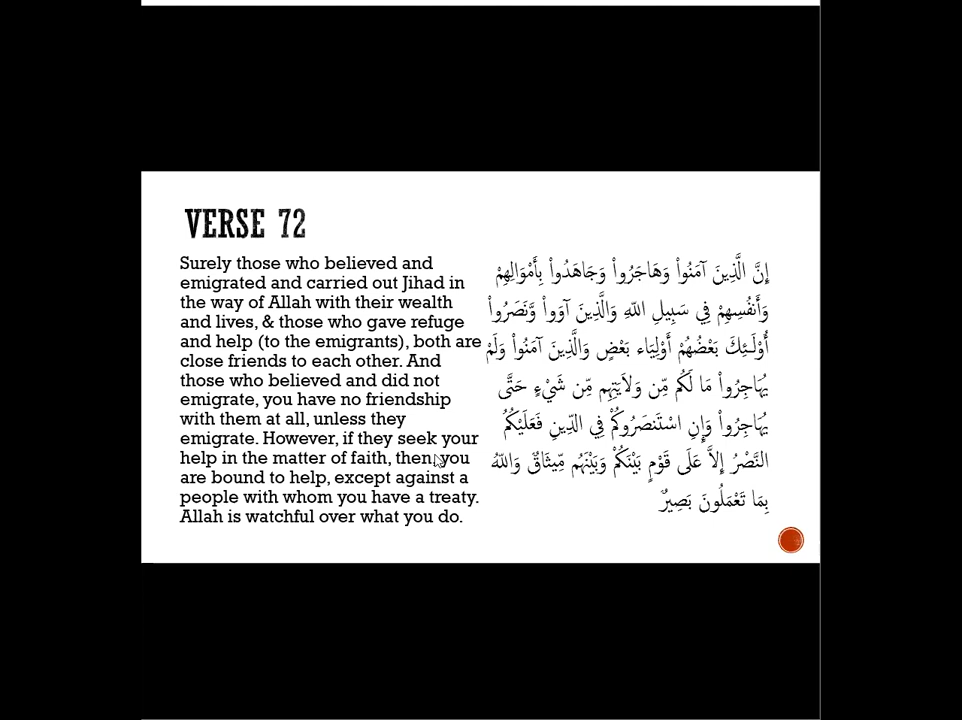 VERSE 72
Surely those who believed and
emigrated and carried out Jihad in
the way of Allah with their wealth
and lives, & those who gave refuge
and help (to the emigrants), both are
close friends to each other. And
those who believed and did not
emigrate, you have no friendship
with them at all, unless they
emigrate. However, if they seek your
help in the matter of faith, then you
are bound to help, except against a
people with whom you have a treaty.
Allah is watchful over what you do.
إِنَّ الَّذِينَ آمَنُواْ وَهَاجَرُواْ وَجَاهَدُواْ بِأَمْوَالِهِمْ
وَأَنفُسِهِمْ فِي سَبِيلِ اللّهِ وَالَّذِينَ آوَواْ وَّنَصَرُواْ
أُوْلَـئِكَ بَعْضُهُمْ أَوْلِيَاء بَعْضٍ وَالَّذِينَ آمَنُواْ وَلَمْ
يُهَاجِرُواْ مَا لَكُم مِّن وَلاَيَتِهِم مِّن شَيْءٍ حَتَّى
يُهَاجِرُواْ وَإِنِ اسْتَنصَرُوكُمْ فِي الدِّينِ فَعَلَيْكُمُ
النَّصْرُ إِلاَّ عَلَى قَوْمٍ بَيْنَكُمْ وَبَيْنَهُم مِّيثَاقٌ وَاللّهُ
بِمَا تَعْمَلُونَ بَصِيرٌ